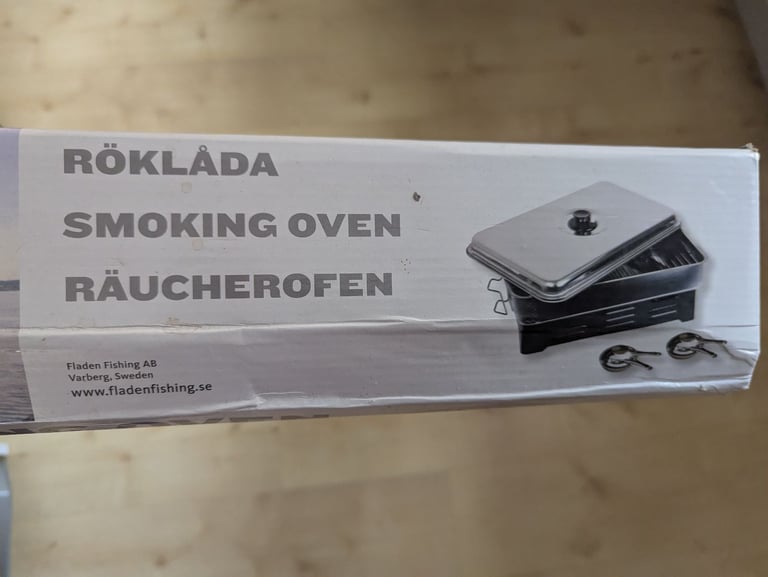 RÖKLÅDA
SMOKING OVEN
RÄUCHEROFEN
Fladen Fishing AB
Varberg, Sweden
www.fladenfishing.se